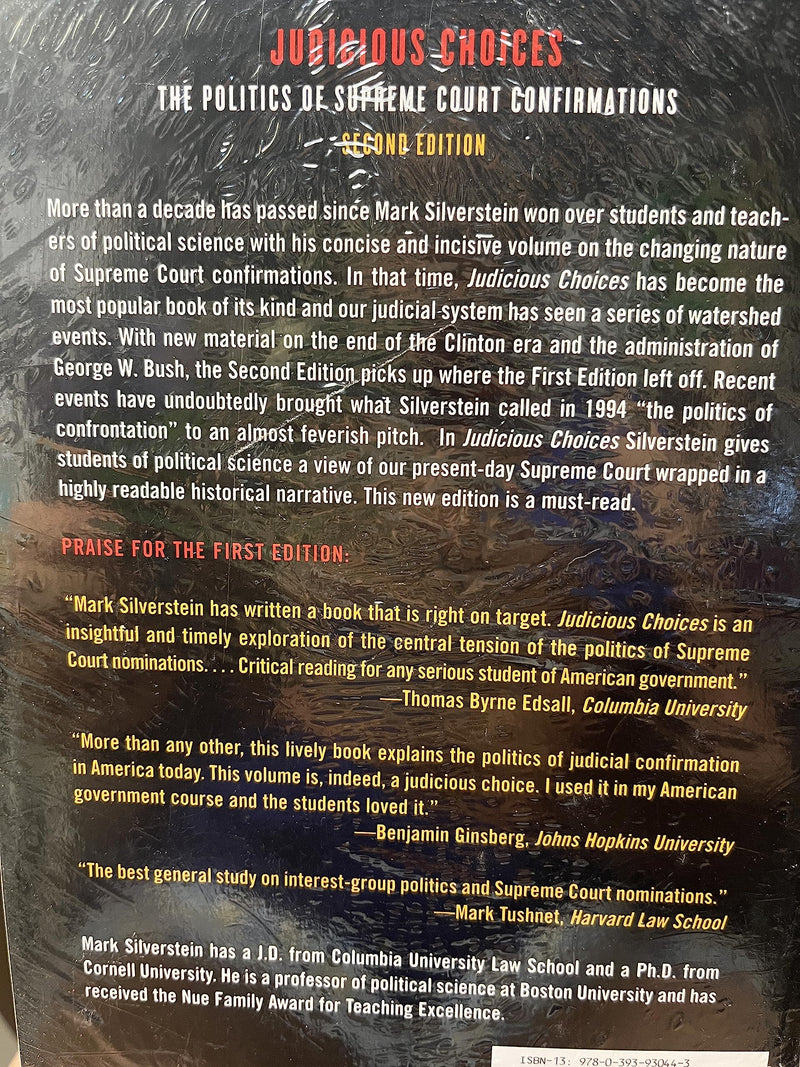 JUDICIOUS CHOICES
THE POLITICS OF SUPREME COURT CONFIRMATIONS
SECOND EDITION
More than a decade has passed since Mark Silverstein won over students and teach-
ers of political science with his concise and incisive volume on the changing nature
of Supreme Court confirmations. In that time, Judicious Choices has become the
most popular book of its kind and our judicial system has seen a series of watershed
events. With new material on the end of the Clinton era and the administration of
George W. Bush, the Second Edition picks up where the First Edition left off. Recent
events have undoubtedly brought what Silverstein called in 1994 “the politics of
confrontation” to an almost feverish pitch. In Judicious Choices Silverstein gives
students of political science a view of our present-day Supreme Court wrapped in a
highly readable historical narrative. This new edition is a must-read.
PRAISE FOR THE FIRST EDITION:
“Mark Silverstein has written a book that is right on target. Judicious Choices is an
insightful and timely exploration of the central tension of the politics of Supreme
Court nominations. . . . Critical reading for any serious student of American government.”
—Thomas Byrne Edsall, Columbia University
“More than any other, this lively book explains the politics of judicial confirmation
in America today. This volume is, indeed, a judicious choice. I used it in my American
government course and the students loved it.”
—Benjamin Ginsberg, Johns Hopkins University
“The best general study on interest-group politics and Supreme Court nominations.”
—Mark Tushnet, Harvard Law School
Mark Silverstein has a J.D. from Columbia University Law School and a Ph.D. from
Cornell University. He is a professor of political science at Boston University and has
received the Nue Family Award for Teaching Excellence.
ISBN-13: 978-0-393-93044-3